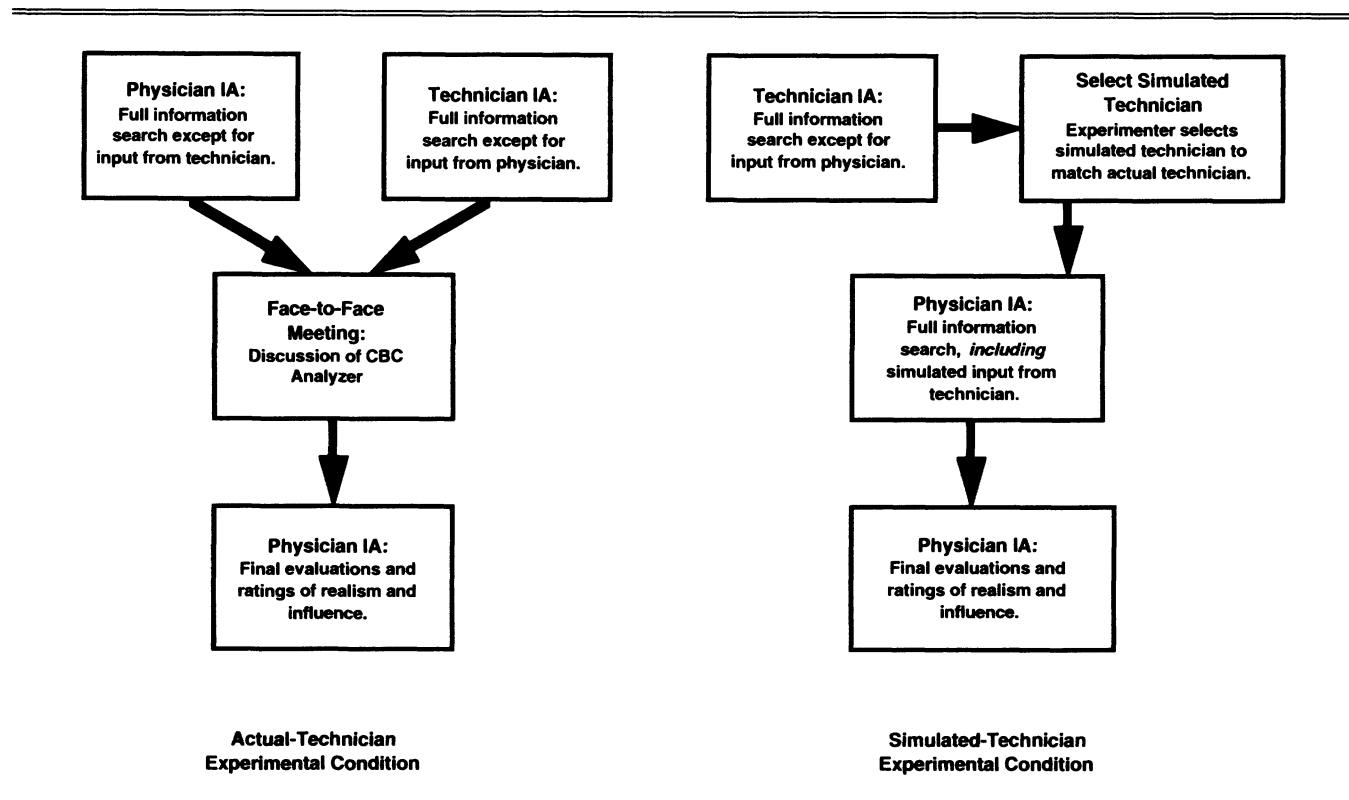 Physician IA:
Full information
search except for
input from technician.
Technician IA:
Full information
search except for
input from physician.
Face-to-Face
Meeting:
Discussion of CBC
Analyzer
Physician IA:
Final evaluations and
ratings of realism and
influence.
Actual-Technician
Experimental Condition
Technician IA:
Full information
search except for
input from physician.
Select Simulated
Technician
Experimenter selects
simulated technician to
match actual technician.
Physician IA:
Full information
search, including
simulated input from
technician.
Physician IA:
Final evaluations and
ratings of realism and
influence.
Simulated-Technician
Experimental Condition